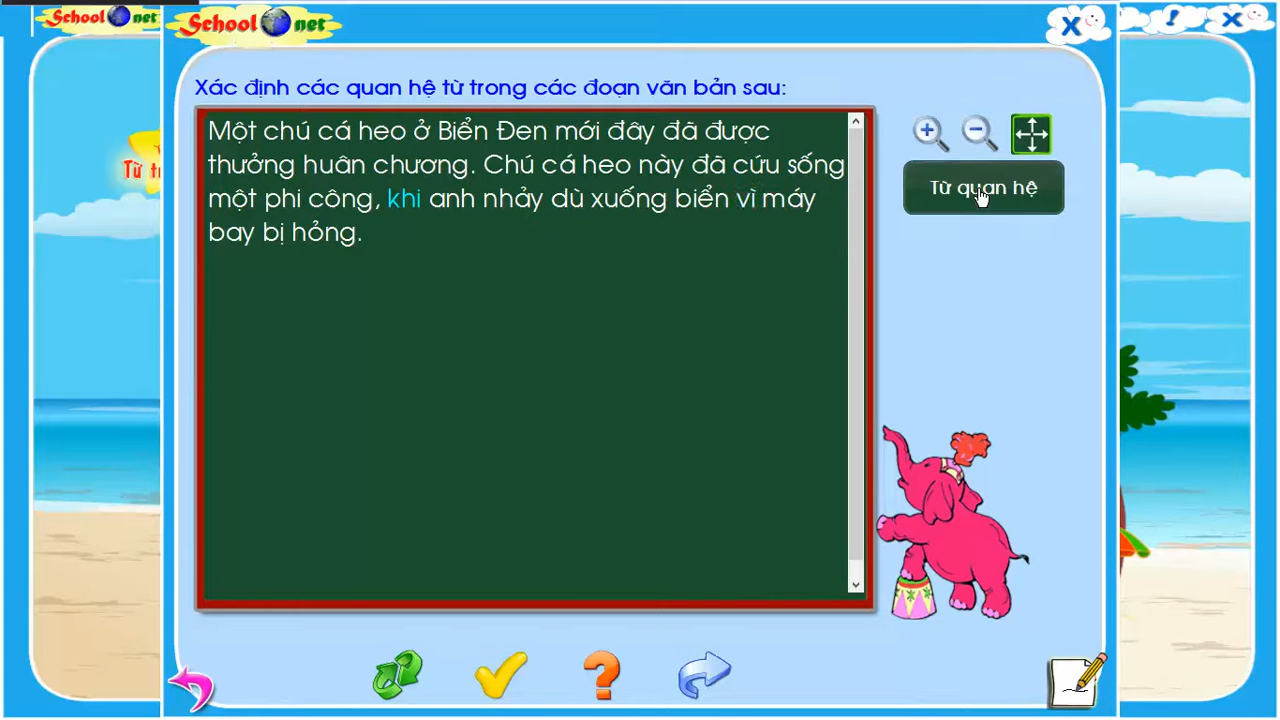 School net
School net
X
!
X
Xác định các quan hệ từ trong các đoạn văn bản sau:
Một chú cá heo ở Biển Đen mới đây đã được
thưởng huân chương. Chú cá heo này đã cứu sống
một phi công, khi anh nhảy dù xuống biển vì máy
bay bị hỏng.
Từ quan hệ
Từ tr
?